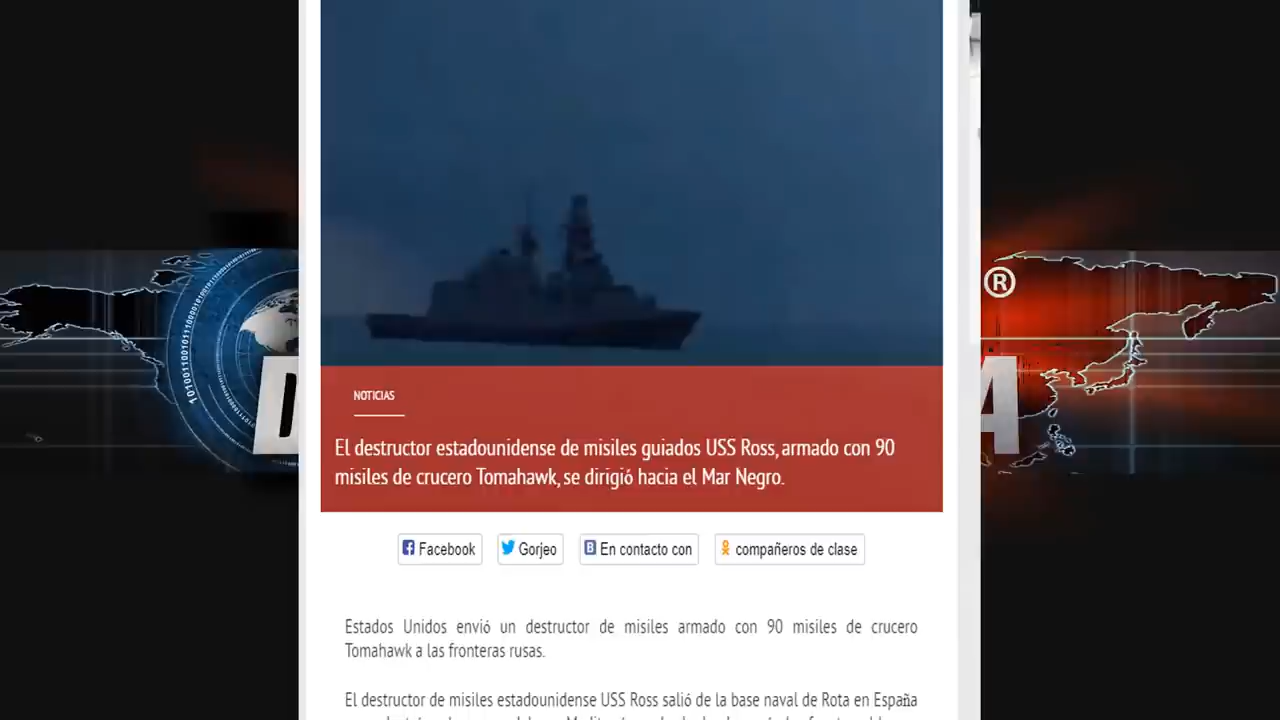 NOTICIAS
El destructor estadounidense de misiles guiados USS Ross, armado con 90
misiles de crucero Tomahawk, se dirigió hacia el Mar Negro.
Facebook
Gorjeo
En contacto con
compañeros de clase
Estados Unidos envió un destructor de misiles armado con 90 misiles de crucero
Tomahawk a las fronteras rusas.
El destructor de misiles estadounidense USS Ross salió de la base naval de Rota en España
®
D
A